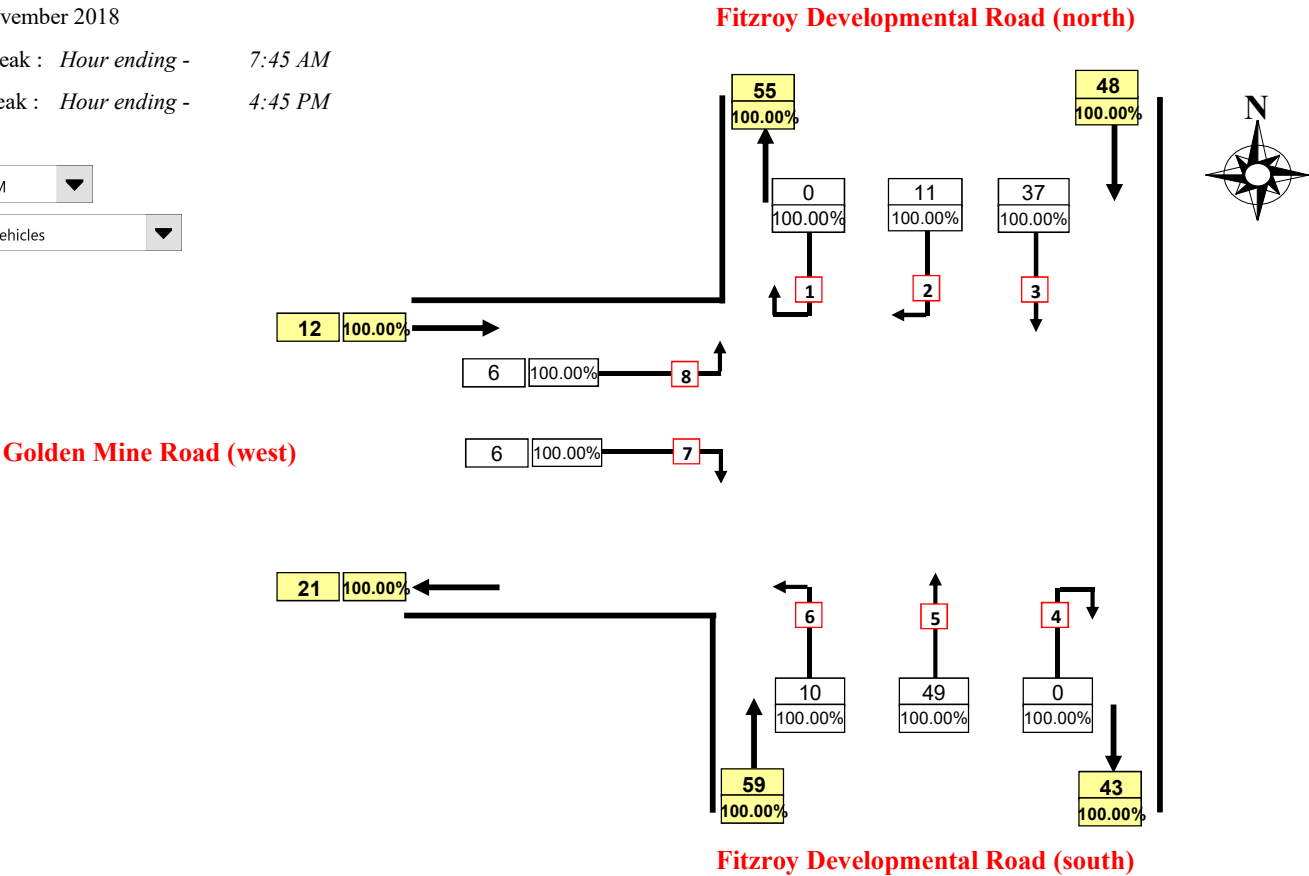 vember 2018
Fitzroy Developmental Road (north)
eak : Hour ending - 7:45 AM
eak : Hour ending - 4:45 PM
55
100.00%
48
100.00%
N
M
ehicles
0
100.00%
11
100.00%
37
100.00%
1
2
3
12 100.00%
6 100.00% 8
Golden Mine Road (west)
6 100.00% 7
21 100.00%
6
5
4
10
100.00%
49
100.00%
0
100.00%
59
100.00%
43
100.00%
Fitzroy Developmental Road (south)